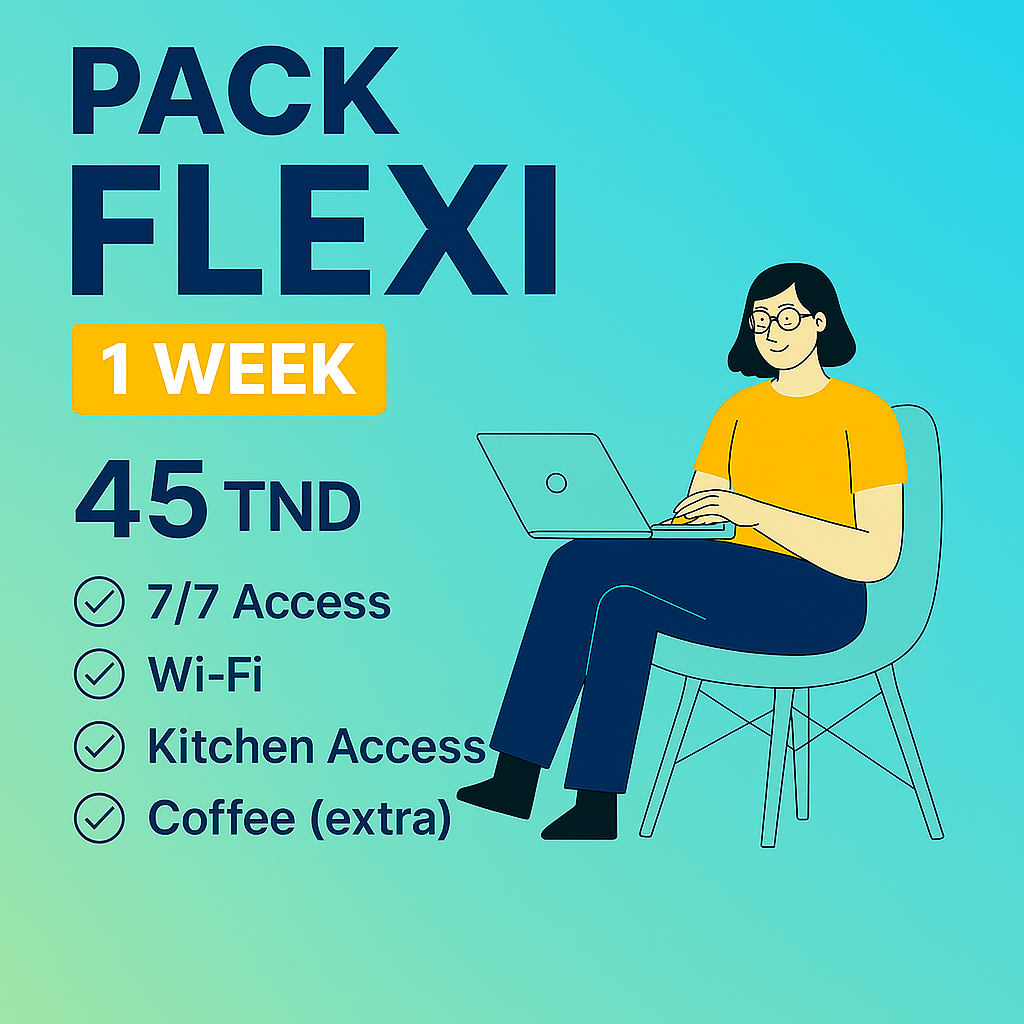 PACK
FLEXI
1 WEEK
45 TND
7/7 Access
Wi-Fi
Kitchen Access
Coffee (extra)